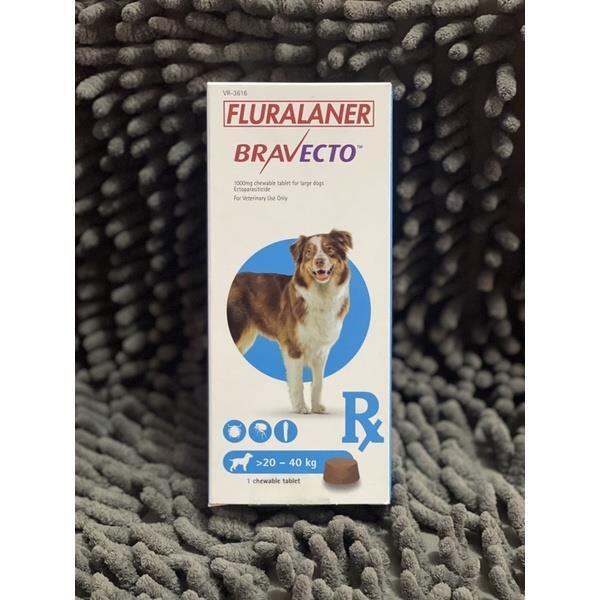 VR-3616
FLURALANER
BRAVECTO™
1000mg chewable tablet for large dogs
Ectoparasiticide
For Veterinary Use Only
Rx
>20 – 40 kg
1 chewable tablet